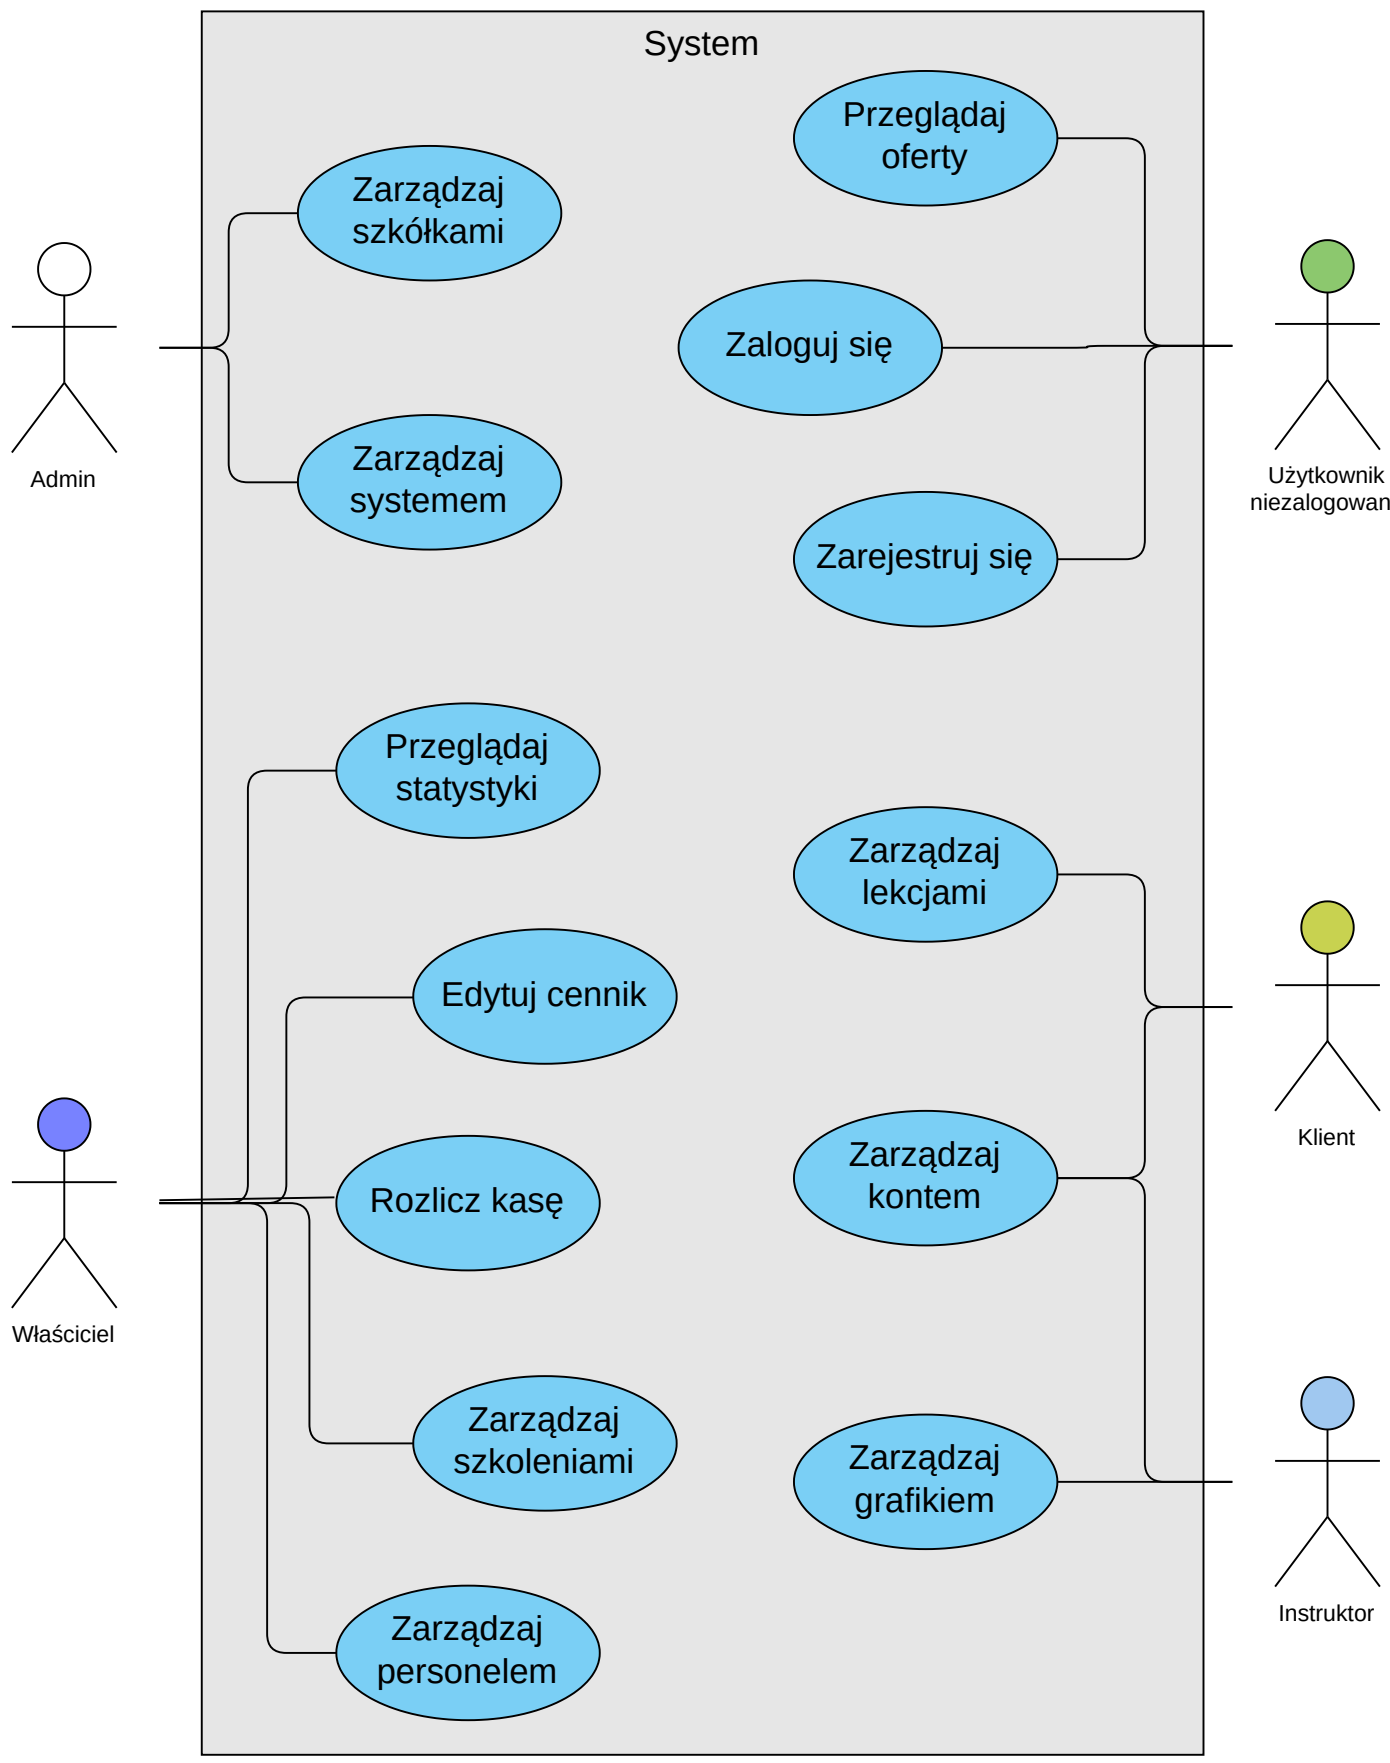 System
Przeglądaj
oferty
Zarządzaj
szkółkami
Zaloguj się
Zarządzaj
systemem
Admin
Użytkownik
niezalogowan
Zarejestruj się
Przeglądaj
statystyki
Zarządzaj
lekcjami
Edytuj cennik
Klient
Zarządzaj
kontem
Rozlicz kasę
Właściciel
Zarządzaj
szkoleniami
Zarządzaj
grafikiem
Instruktor
Zarządzaj
personelem